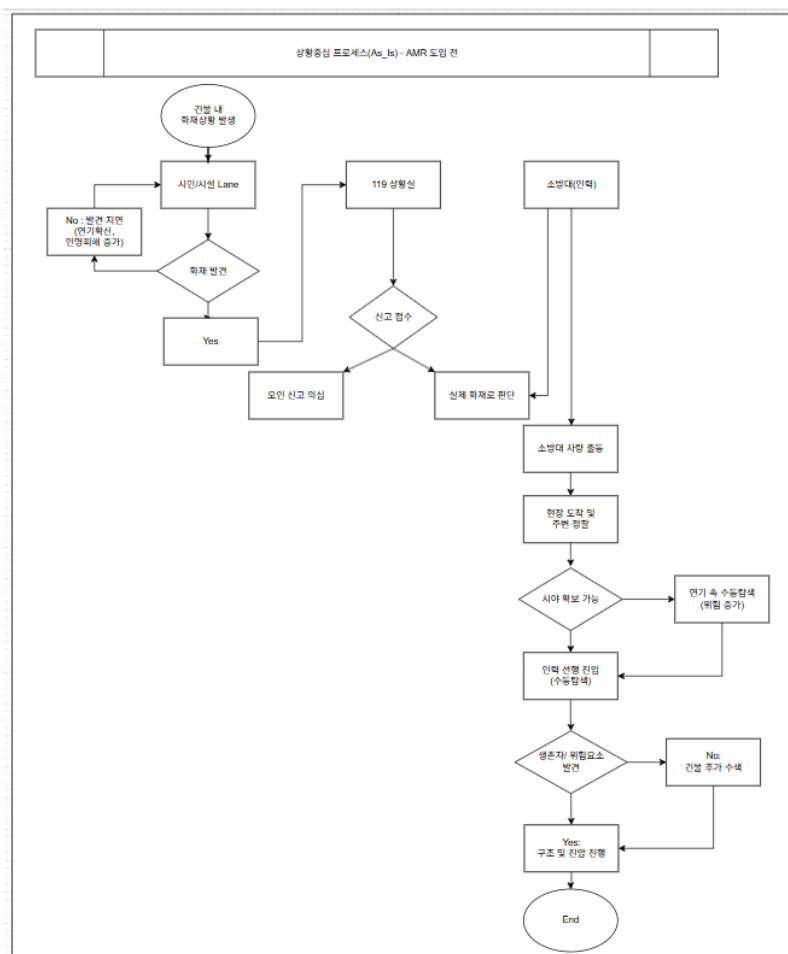 상황중심 프로세스(As_Is) - AMR 도입 전
건물 내
화재상황 발생
시민/시설 Lane
119 상황실
소방대(인력)
No : 발견 지연
(연기확산,
인명피해 증가)
화재 발견
Yes
신고 접수
오인 신고 의심
실제 화재로 판단
소방대 차량 출동
현장 도착 및
주변 정찰
시야 확보 가능
연기 속 수동탐색
(위험 증가)
인력 선행 진입
(수동탐색)
생존자/ 위험요소
발견
No:
건물 추가 수색
Yes:
구조 및 진압 진행
End